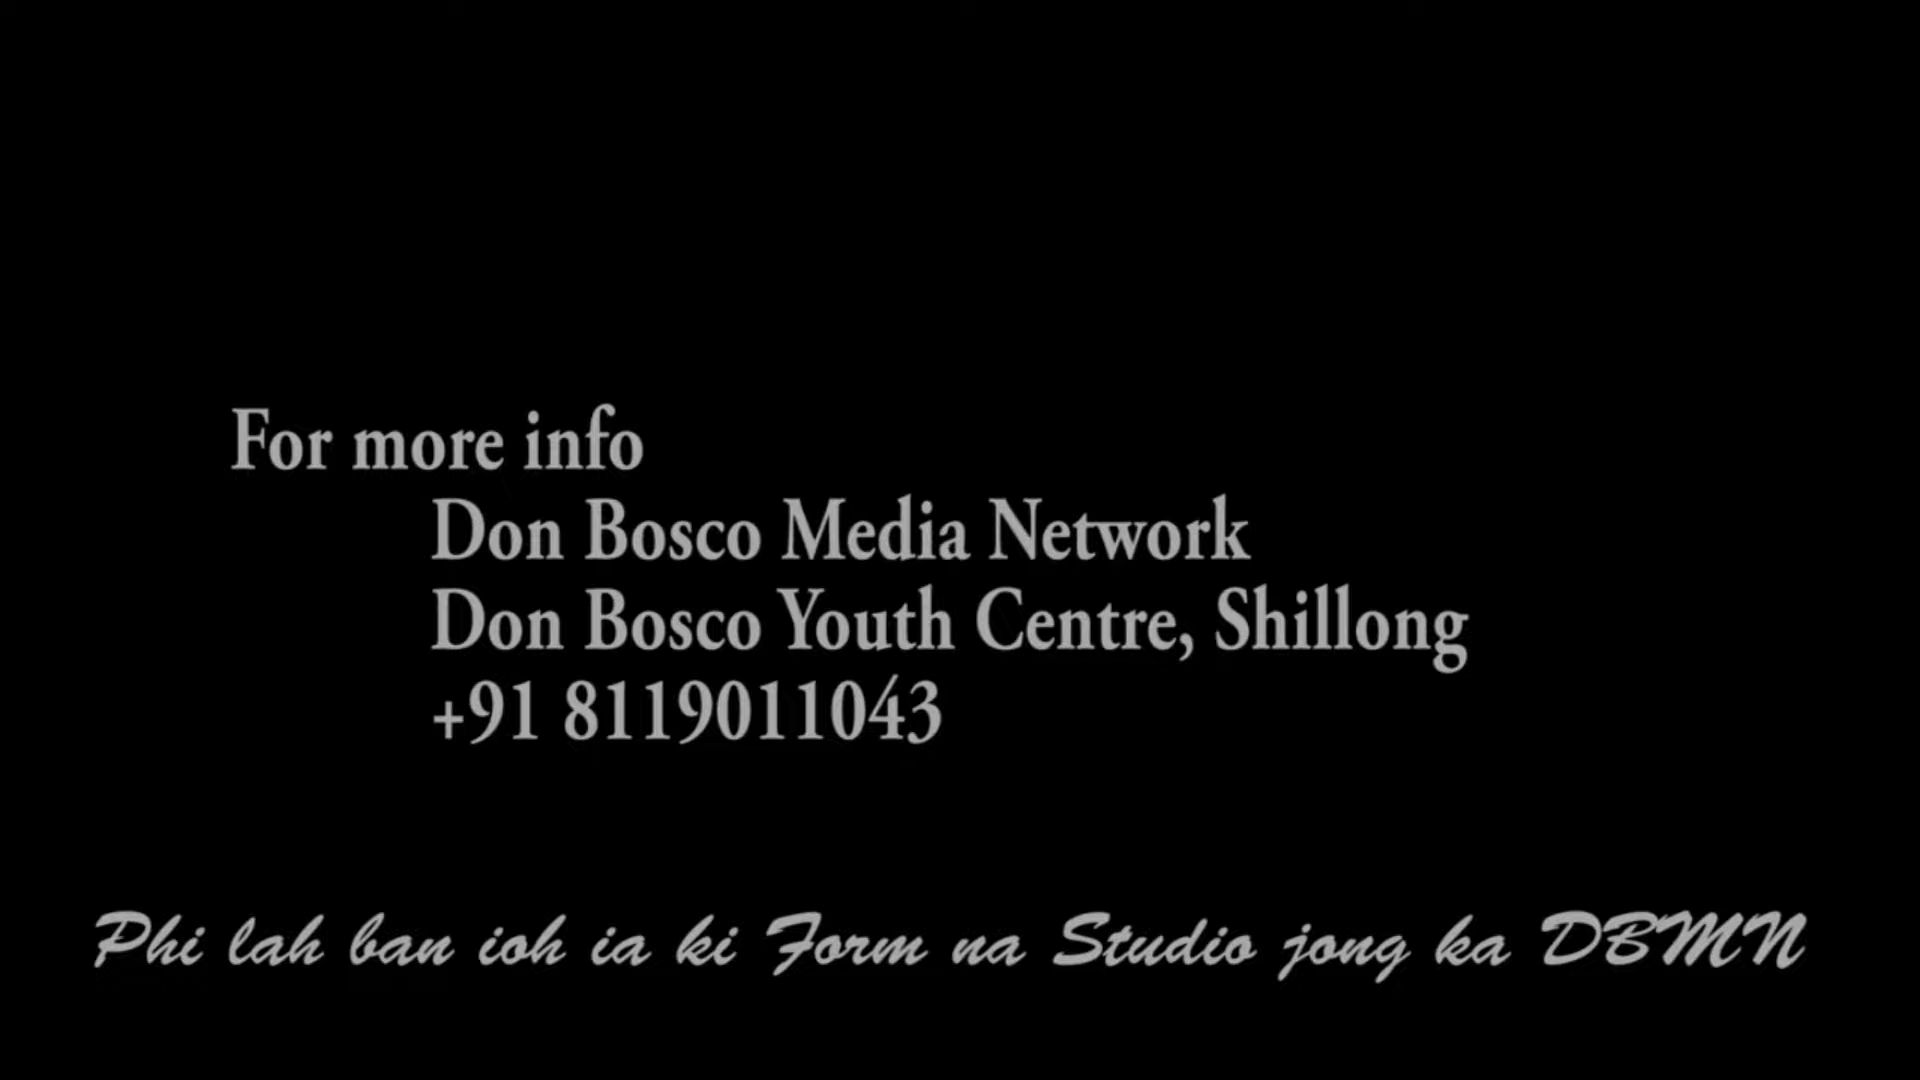 For more info
Don Bosco Media Network
Don Bosco Youth Centre, Shillong
+91 8119011043
Phi lah ban ioh ia ki Form na Studio jong ka DBMN